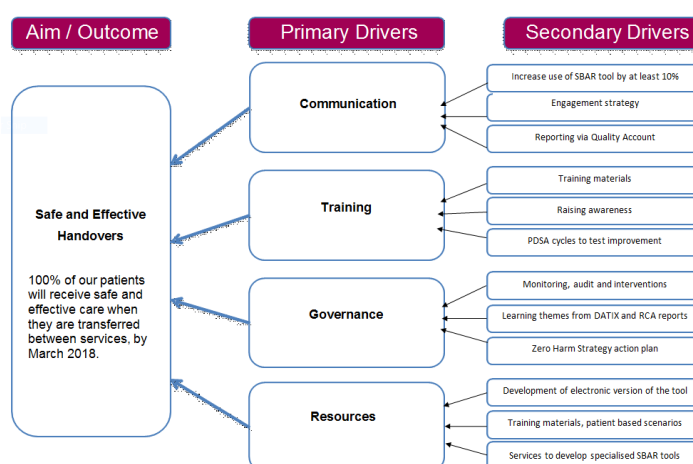 Aim / Outcome
Primary Drivers
Secondary Drivers
Safe and Effective
Handovers
100% of our patients
will receive safe and
effective care when
they are transferred
between services, by
March 2018.
Communication
Increase use of SBAR tool by at least 10%
Engagement strategy
Reporting via Quality Account
Training
Training materials
Raising awareness
PDSA cycles to test improvement
Governance
Monitoring, audit and interventions
Learning themes from DATIX and RCA reports
Zero Harm Strategy action plan
Resources
Development of electronic version of the tool
Training materials, patient based scenarios
Services to develop specialised SBAR tools